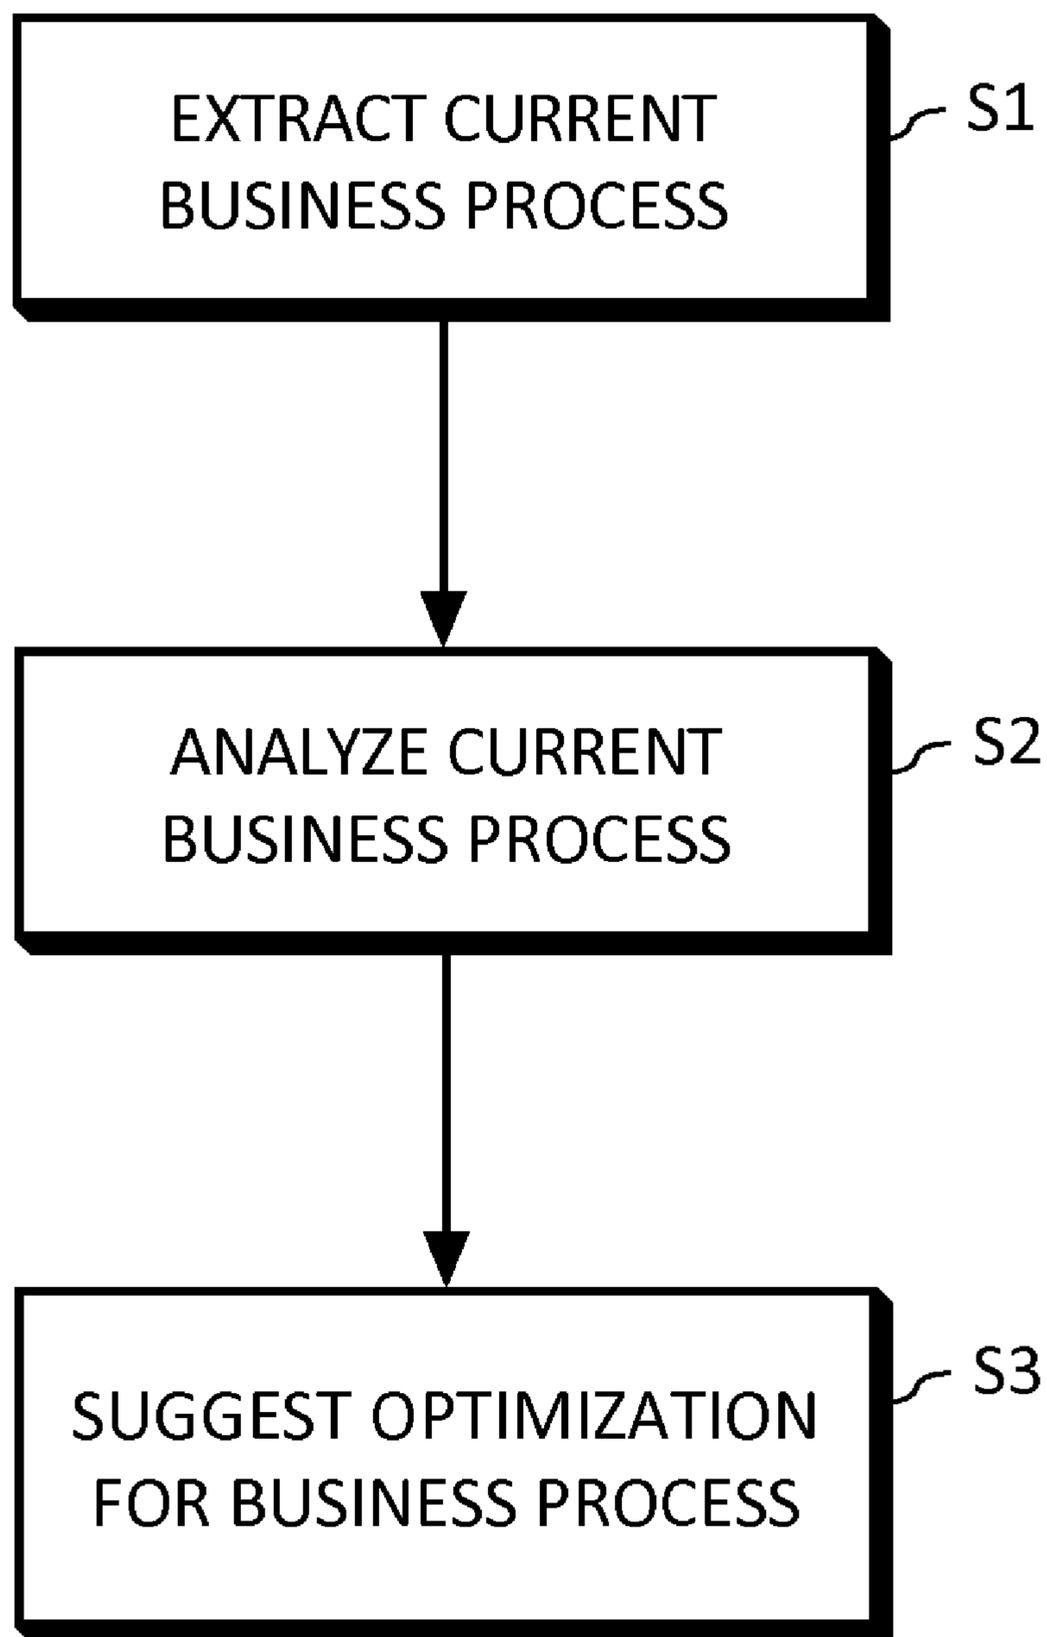 EXTRACT CURRENT
BUSINESS PROCESS
S1
ANALYZE CURRENT
BUSINESS PROCESS
S2
SUGGEST OPTIMIZATION
FOR BUSINESS PROCESS
S3